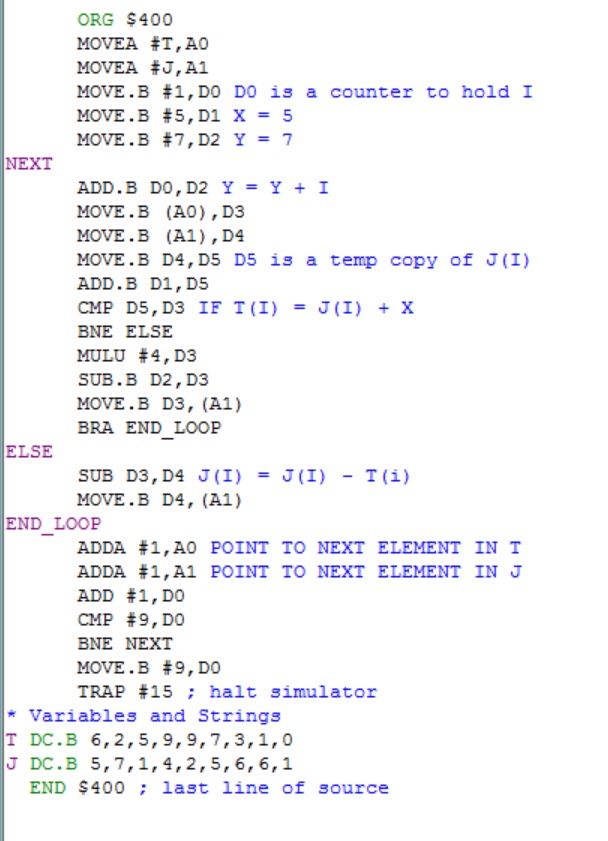 ORG $400
MOVEA #T,A0
MOVEA #J,A1
MOVE.B #1,D0 D0 is a counter to hold I
MOVE.B #5,D1 X = 5
MOVE.B #7,D2 Y = 7
NEXT
ADD.B D0,D2 Y = Y + I
MOVE.B (A0),D3
MOVE.B (A1),D4
MOVE.B D4,D5 D5 is a temp copy of J(I)
ADD.B D1,D5
CMP D5,D3 IF T(I) = J(I) + X
BNE ELSE
MULU #4,D3
SUB.B D2,D3
MOVE.B D3,(A1)
BRA END_LOOP
ELSE
SUB D3,D4 J(I) = J(I) - T(i)
MOVE.B D4,(A1)
END_LOOP
ADDA #1,A0 POINT TO NEXT ELEMENT IN T
ADDA #1,A1 POINT TO NEXT ELEMENT IN J
ADD #1,D0
CMP #9,D0
BNE NEXT
MOVE.B #9,D0
TRAP #15 ; halt simulator
* Variables and Strings
T DC.B 6,2,5,9,9,7,3,1,0
J DC.B 5,7,1,4,2,5,6,6,1
END $400 ; last line of source